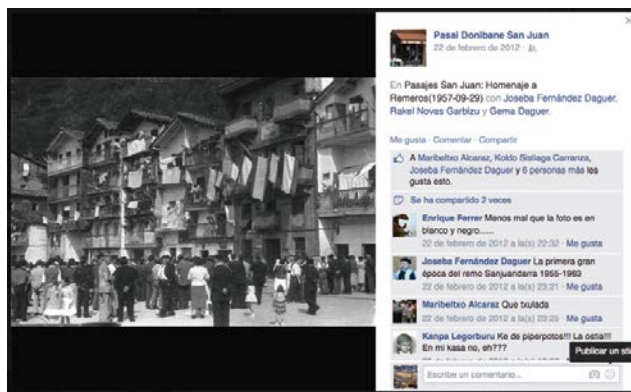 Pasai Donibane San Juan
22 de febrero de 2012
En Pasajes San Juan: Homenaje a
Remeros(1957-09-29) con Joseba Fernández Daguer,
Rakel Novas Garbizu y Gema Daguer.
Me gusta · Comentar · Compartir
A Maribeltxo Alcaraz, Koldo Sistiaga Carranza,
Joseba Fernández Daguer y 6 personas más les
gusta esto.
Se ha compartido 2 veces
Enrique Ferrer Menos mal que la foto es en
blanco y negro......
22 de febrero de 2012 a la(s) 22:32 · Me gusta
Joseba Fernández Daguer La primera gran
época del remo Sanjuandarra 1955-1963
22 de febrero de 2012 a la(s) 23:21 · Me gusta
Maribeltxo Alcaraz Que txulada
22 de febrero de 2012 a la(s) 23:25 · Me gusta
Kanpa Legorburu Ke de piperpotos!!! La ostia!!!
En mi kasa no, eh???
Publicar un sti
Escribe un comentario...